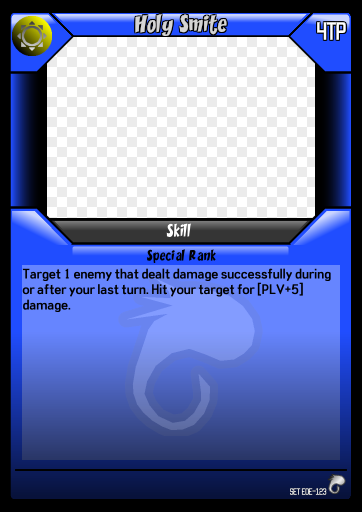 Holy Smite
4TP
Skill
Special Rank
Target 1 enemy that dealt damage successfully during
or after your last turn. Hit your target for [PLV+5]
damage.
SET EOE-123